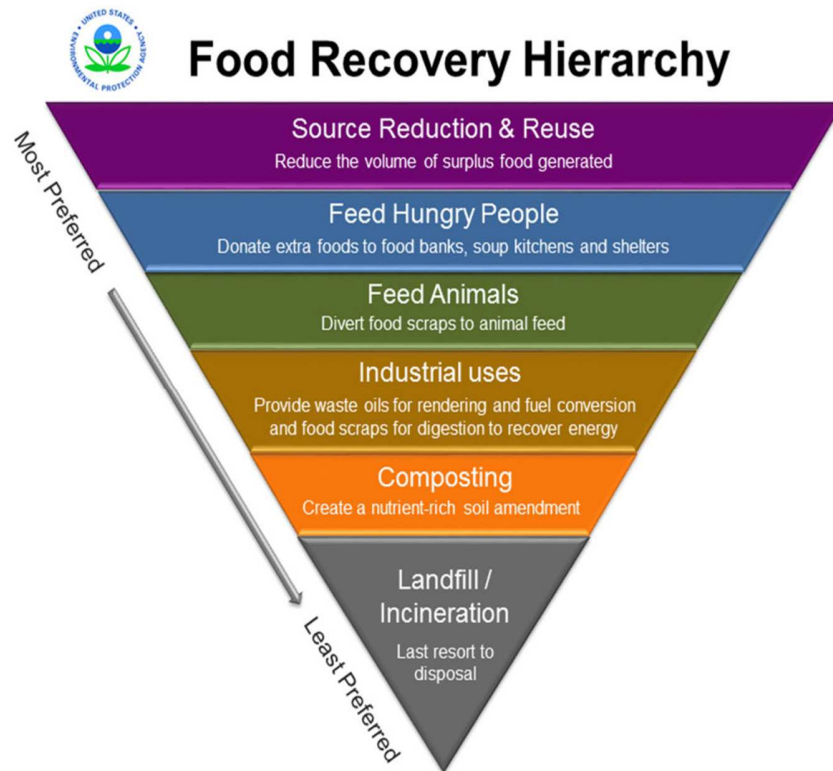 UNITED STATES
ENVIRONMENTAL PROTECTION AGENCY
Food Recovery Hierarchy
Most Preferred
Source Reduction & Reuse
Reduce the volume of surplus food generated
Feed Hungry People
Donate extra foods to food banks, soup kitchens and shelters
Feed Animals
Divert food scraps to animal feed
Industrial uses
Provide waste oils for rendering and fuel conversion
and food scraps for digestion to recover energy
Composting
Create a nutrient-rich soil amendment
Landfill /
Incineration
Last resort to
disposal
Least Preferred